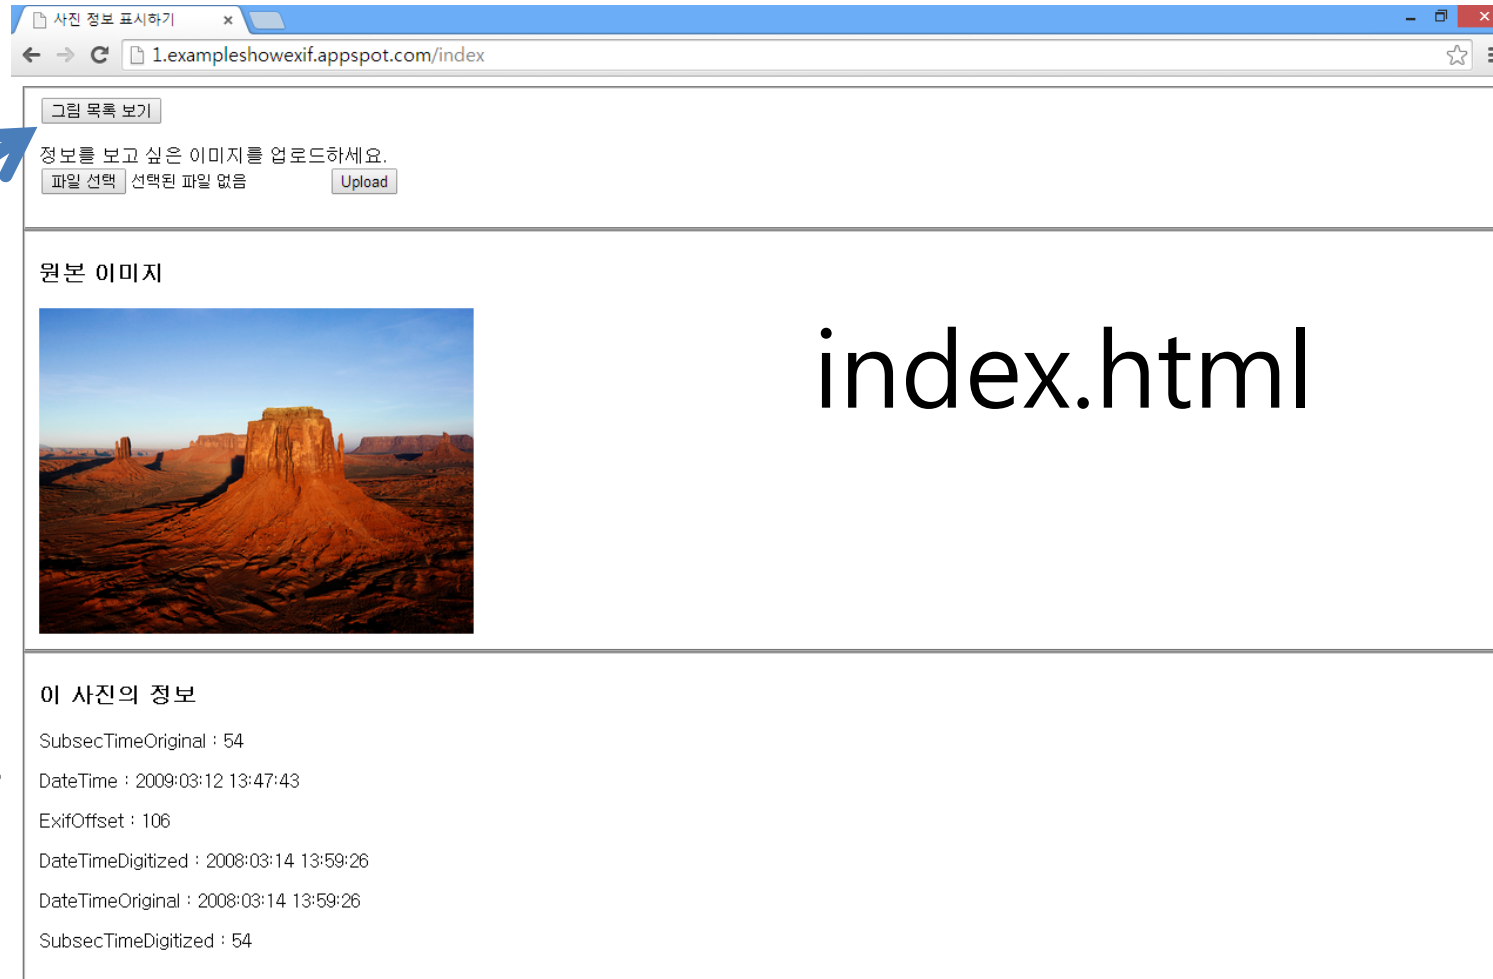 사진 정보 표시하기
1.exampleshowexif.appspot.com/index
그림 목록 보기
정보를 보고 싶은 이미지를 업로드하세요.
파일 선택 선택된 파일 없음 Upload
원본 이미지
index.html
이 사진의 정보
SubsecTimeOriginal : 54
DateTime : 2009:03:12 13:47:43
ExifOffset : 106
DateTimeDigitized : 2008:03:14 13:59:26
DateTimeOriginal : 2008:03:14 13:59:26
SubsecTimeDigitized : 54